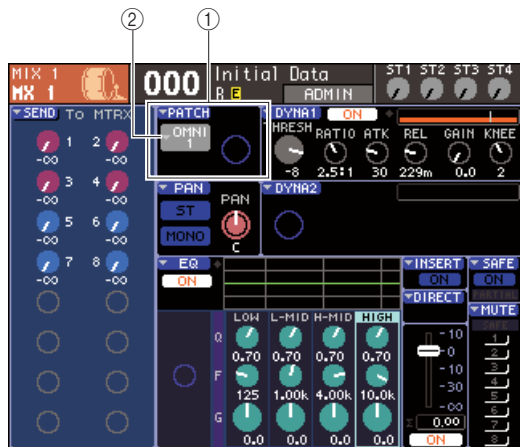 ② ①
MIX 1
MX 1
000
Initial Data
R E ADMIN
ST1 ST2 ST3 ST4
SEND To MTRX
1 2
-∞ -∞
3 4
-∞ -∞
5 6
-∞ -∞
7 8
-∞ -∞
PATCH
OMNI
1
DYNA1 ON
THRESH RATIO ATK REL GAIN KNEE
-8 2.5:1 30 229m 0.0 2
PAN
ST
MONO
PAN
C
DYNA2
EQ
ON
LOW L-MID H-MID HIGH
Q
0.70 0.70 0.70 0.70
F
125 1.00k 4.00k 10.0k
G
0.0 0.0 0.0 0.0
INSERT
ON
DIRECT
-10
-0
-10
-30
-∞
Σ 0.00
ON
SAFE
ON
PARTIAL
MUTE
SAFE
1
2
3
4
5
6
7
8